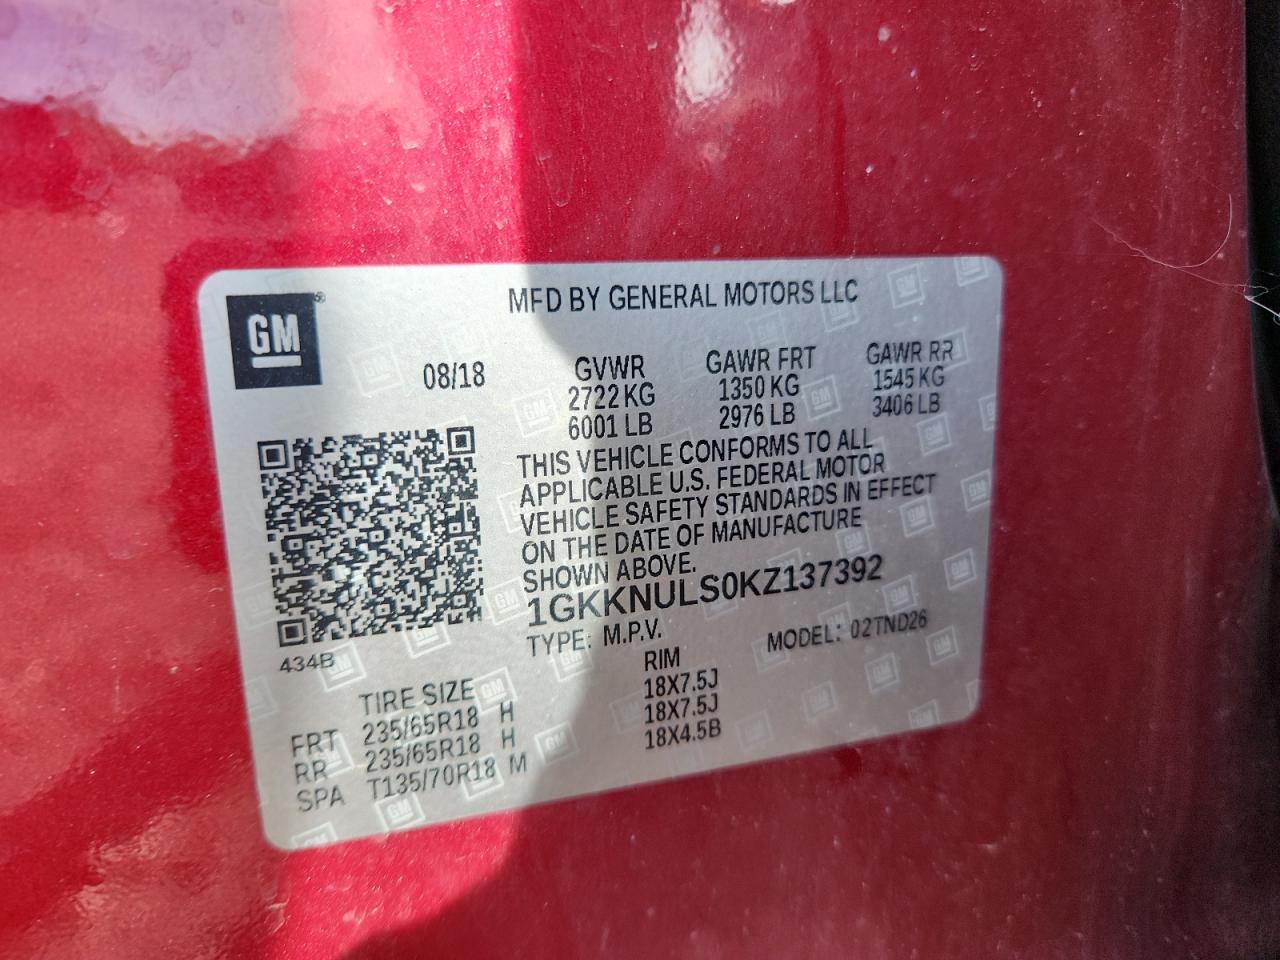 GM
MFD BY GENERAL MOTORS LLC
08/18
GVWR GAWR FRT GAWR RR
2722 KG 1350 KG 1545 KG
6001 LB 2976 LB 3406 LB
THIS VEHICLE CONFORMS TO ALL
APPLICABLE U.S. FEDERAL MOTOR
VEHICLE SAFETY STANDARDS IN EFFECT
ON THE DATE OF MANUFACTURE
SHOWN ABOVE.
1GKKNULS0KZ137392
TYPE: M.P.V. MODEL: 02TND26
434B
TIRE SIZE RIM
FRT 235/65R18 H 18X7.5J
RR 235/65R18 H 18X7.5J
SPA T135/70R18 M 18X4.5B